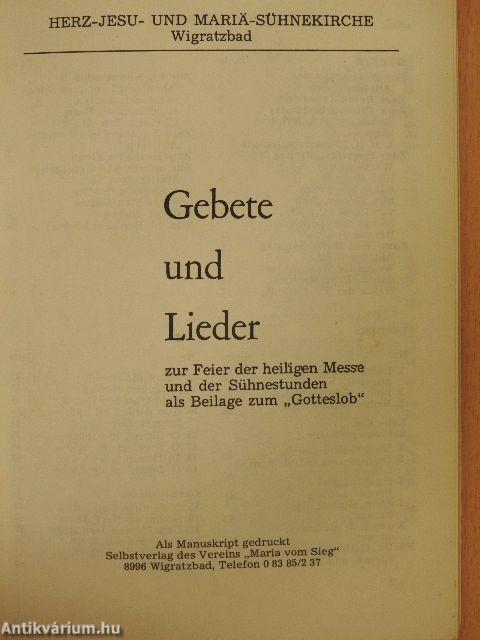 HERZ-JESU- UND MARIÄ-SÜHNEKIRCHE
Wigratzbad
Gebete
und
Lieder
zur Feier der heiligen Messe
und der Sühnestunden
als Beilage zum „Gotteslob“
Als Manuskript gedruckt
Selbstverlag des Vereins „Maria vom Sieg“
8996 Wigratzbad, Telefon 0 83 85/2 37
Antikvárium.hu